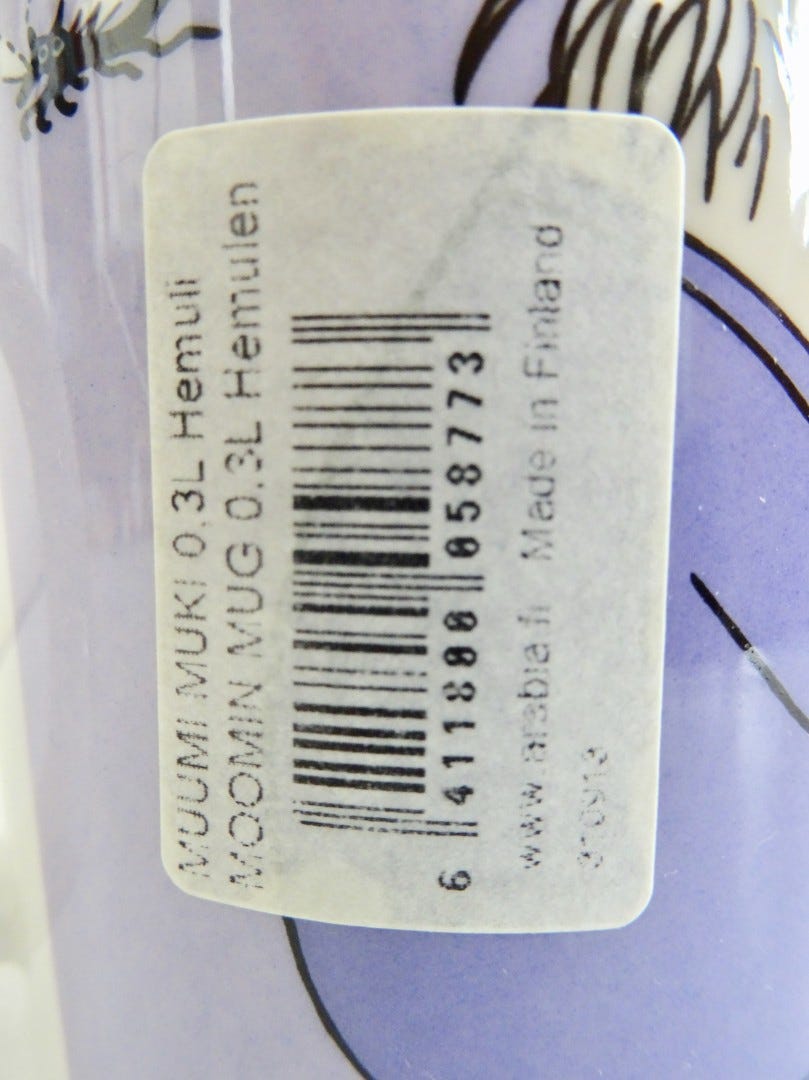 MUUMI MUKI 0.3L Hemuli
MOOMIN MUG 0.3L Hemulen
6 411800 058773
www.arabia.fi Made in Finland